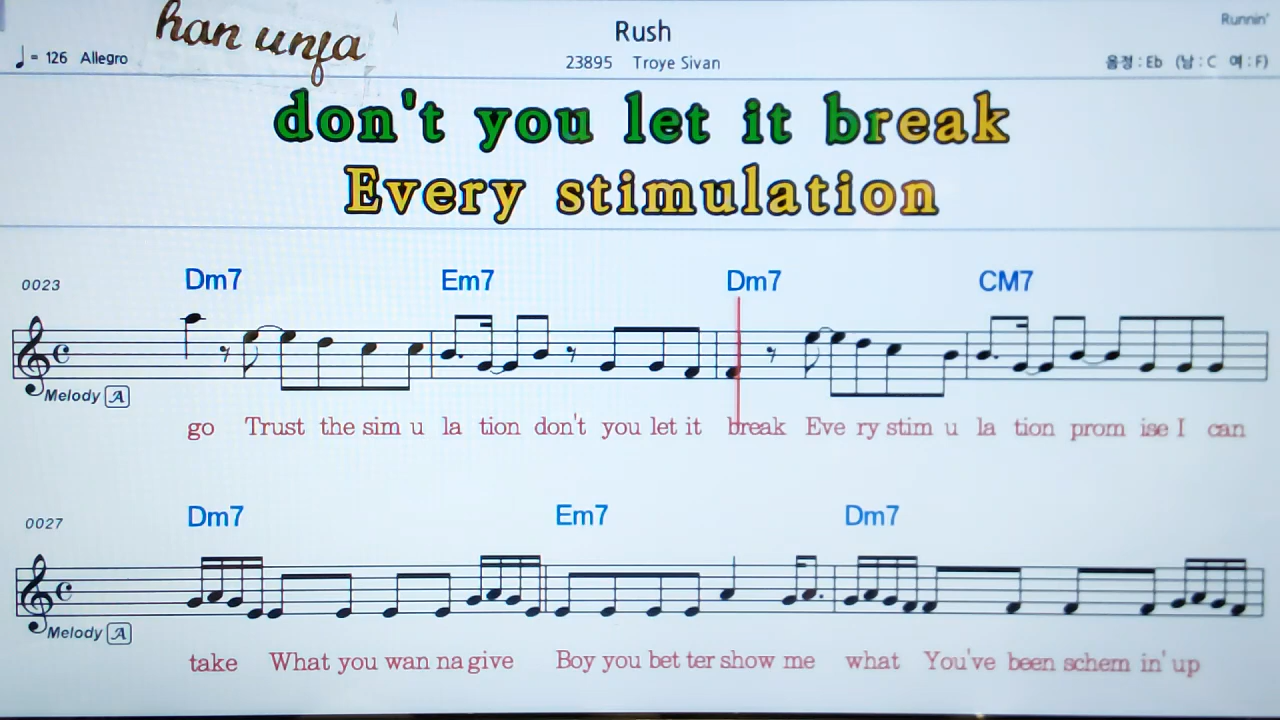 han unja
Rush
Runnin'
♩= 126 Allegro
23895 Troye Sivan
음정 : Eb (남 : C 여 : F)
don't you let it break
Every stimulation
0023
Dm7 Em7 Dm7 CM7
Melody A
go Trust the sim u la tion don't you let it break Eve ry stim u la tion prom ise I can
0027
Dm7 Em7 Dm7
Melody A
take What you wan na give Boy you bet ter show me what You've been schem in' up